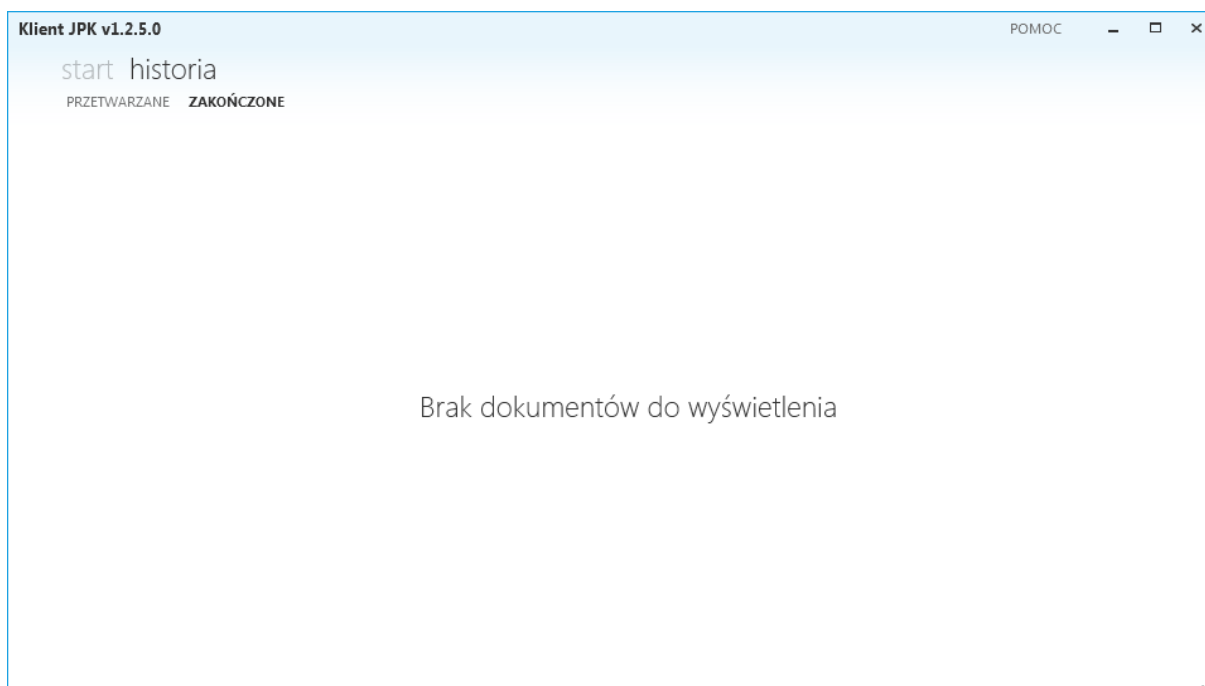 Klient JPK v1.2.5.0 POMOC
start historia
PRZETWARZANE ZAKOŃCZONE
Brak dokumentów do wyświetlenia